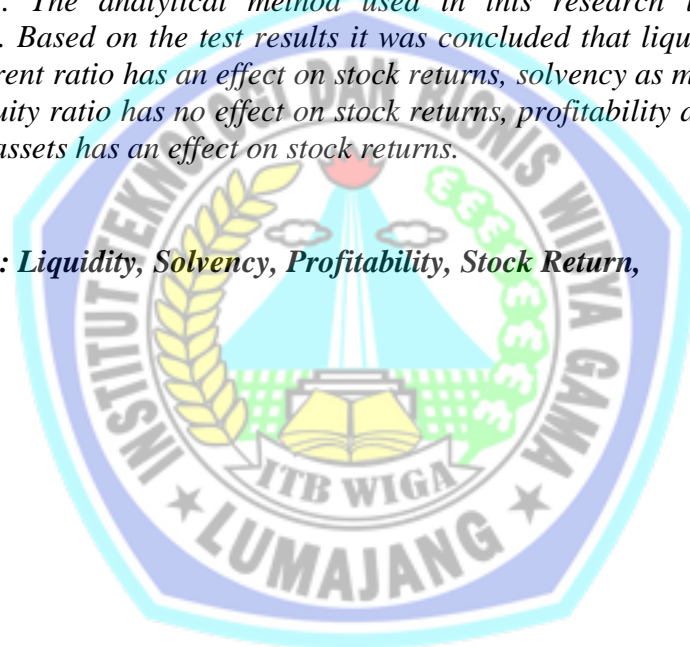 . The analytical method used in this research
. Based on the test results it was concluded that liqu
rent ratio has an effect on stock returns, solvency as m
uity ratio has no effect on stock returns, profitability a
assets has an effect on stock returns.
: Liquidity, Solvency, Profitability, Stock Return,
INSTITUT TEKNOLOGI DAN BISNIS WIDYA GAMA
ITB WIGA
LUMAJANG